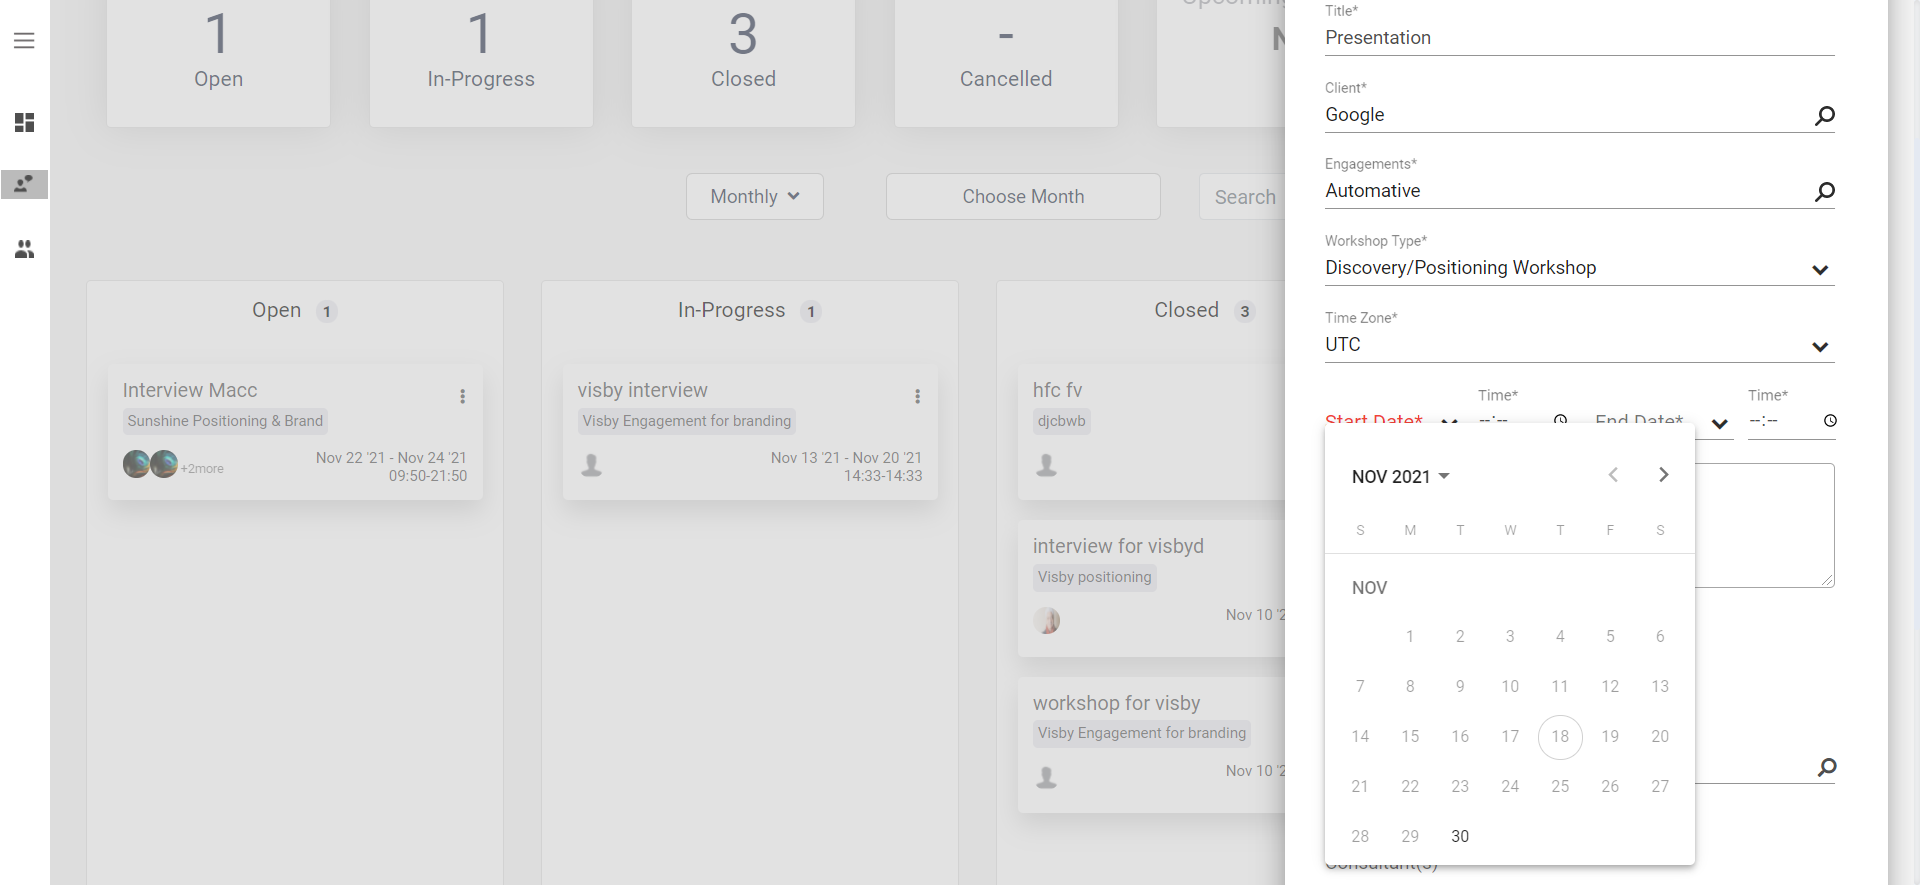 1
Open
1
In-Progress
3
Closed
-
Cancelled
Upcoming
N
Monthly
Choose Month
Search
Open 1
Interview Macc
Sunshine Positioning & Brand
+2more
Nov 22 '21 - Nov 24 '21
09:50-21:50
In-Progress 1
visby interview
Visby Engagement for branding
Nov 13 '21 - Nov 20 '21
14:33-14:33
Closed 3
hfc fv
djcbwb
interview for visbyd
Visby positioning
Nov 10 '2
workshop for visby
Visby Engagement for branding
Nov 10 '2
Title*
Presentation
Client*
Google
Engagements*
Automative
Workshop Type*
Discovery/Positioning Workshop
Time Zone*
UTC
Start Date*
Time*
--:--
End Date*
Time*
--:--
NOV 2021
S M T W T F S
NOV
1 2 3 4 5 6
7 8 9 10 11 12 13
14 15 16 17 18 19 20
21 22 23 24 25 26 27
28 29 30
Consultant(s)